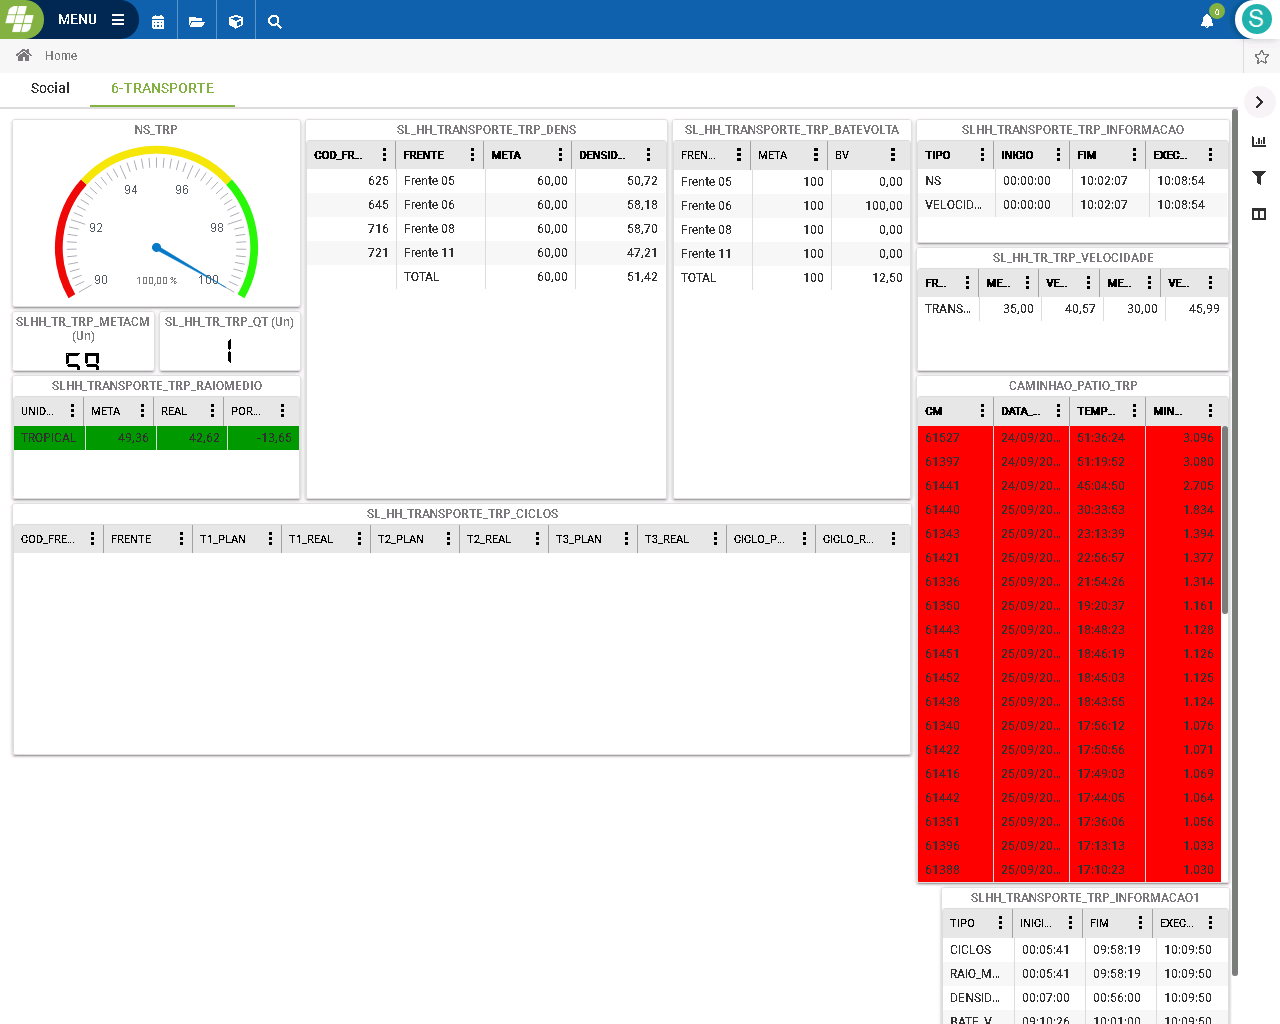 MENU
0
S
Home
Social
6-TRANSPORTE
NS_TRP
90
92
94
96
98
100
100,00 %
SLHH_TR_TRP_METACM (Un)
59
SL_HH_TR_TRP_QT (Un)
1
SLHH_TRANSPORTE_TRP_RAIOMEDIO
UNID... META REAL POR...
TROPICAL 49,36 42,62 -13,65
SL_HH_TRANSPORTE_TRP_DENS
COD_FR... FRENTE META DENSID...
625 Frente 05 60,00 50,72
645 Frente 06 60,00 58,18
716 Frente 08 60,00 58,70
721 Frente 11 60,00 47,21
TOTAL 60,00 51,42
SL_HH_TRANSPORTE_TRP_BATEVOLTA
FREN... META BV
Frente 05 100 0,00
Frente 06 100 100,00
Frente 08 100 0,00
Frente 11 100 0,00
TOTAL 100 12,50
SLHH_TRANSPORTE_TRP_INFORMACAO
TIPO INICIO FIM EXEC...
NS 00:00:00 10:02:07 10:08:54
VELOCID... 00:00:00 10:02:07 10:08:54
SL_HH_TR_TRP_VELOCIDADE
FR... ME... VE... ME... VE...
TRANS... 35,00 40,57 30,00 45,99
SL_HH_TRANSPORTE_TRP_CICLOS
COD_FRE... FRENTE T1_PLAN T1_REAL T2_PLAN T2_REAL T3_PLAN T3_REAL CICLO_P... CICLO_R...
CAMINHAO_PATIO_TRP
CM DATA_... TEMP... MIN...
61527 24/09/20... 51:36:24 3.096
61397 24/09/20... 51:19:52 3.080
61441 24/09/20... 45:04:50 2.705
61440 25/09/20... 30:33:53 1.834
61343 25/09/20... 23:13:39 1.394
61421 25/09/20... 22:56:57 1.377
61336 25/09/20... 21:54:26 1.314
61350 25/09/20... 19:20:37 1.161
61443 25/09/20... 18:48:23 1.128
61451 25/09/20... 18:46:19 1.126
61452 25/09/20... 18:45:03 1.125
61438 25/09/20... 18:43:55 1.124
61340 25/09/20... 17:56:12 1.076
61422 25/09/20... 17:50:56 1.071
61416 25/09/20... 17:49:03 1.069
61442 25/09/20... 17:44:05 1.064
61351 25/09/20... 17:36:05 1.056
61396 25/09/20... 17:13:13 1.033
61388 25/09/20... 17:10:23 1.030
SLHH_TRANSPORTE_TRP_INFORMACAO1
TIPO INICI... FIM EXEC...
CICLOS 00:05:41 09:58:19 10:09:50
RAIO_M... 00:05:41 09:58:19 10:09:50
DENSID... 00:07:00 00:56:00 10:09:50
BATE_V... 09:10:26 10:01:00 10:09:50